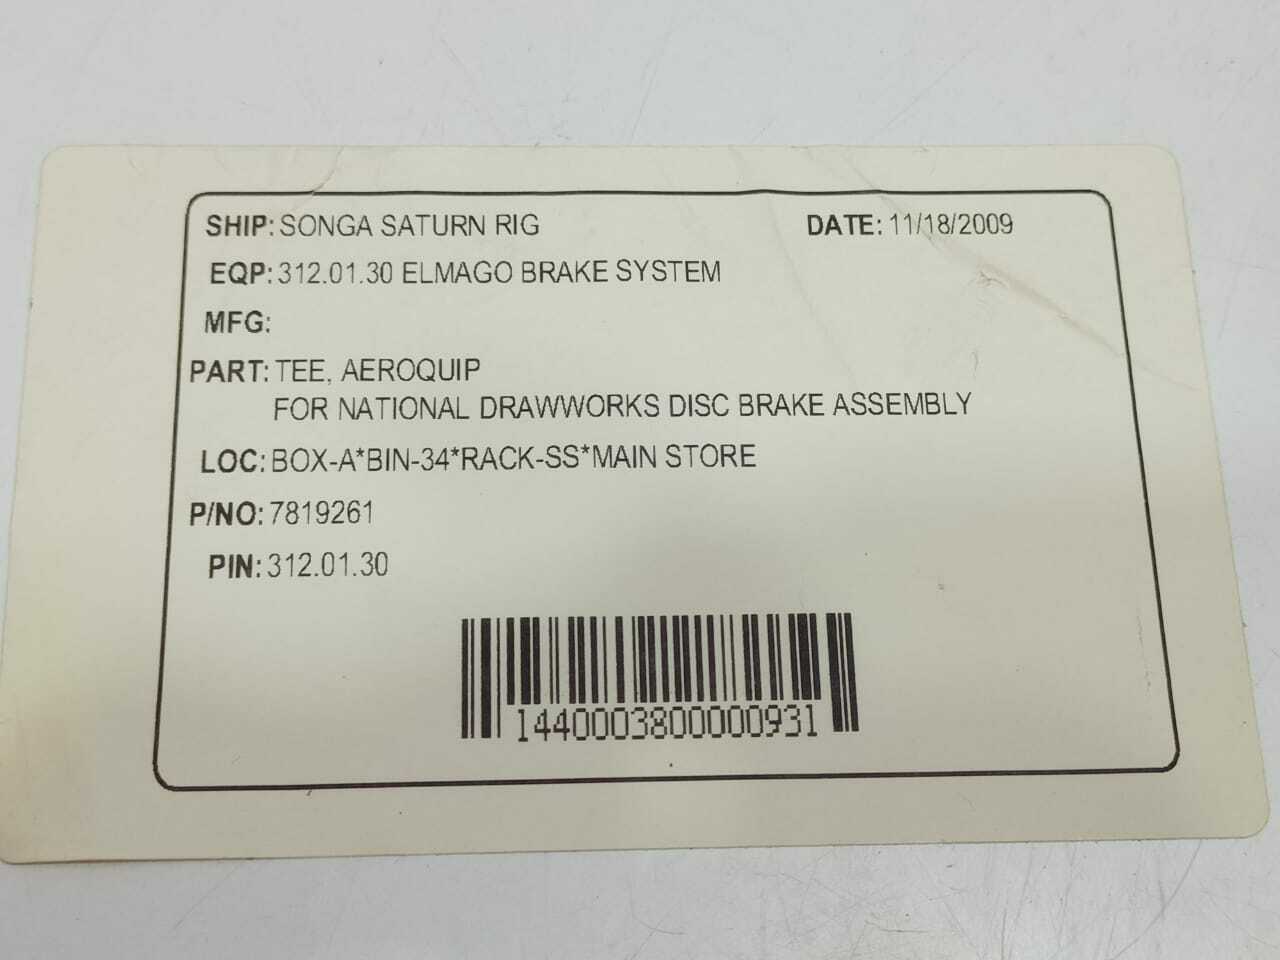 SHIP: SONGA SATURN RIG DATE: 11/18/2009
EQP: 312.01.30 ELMAGO BRAKE SYSTEM
MFG:
PART: TEE, AEROQUIP
FOR NATIONAL DRAWWORKS DISC BRAKE ASSEMBLY
LOC: BOX-A*BIN-34*RACK-SS*MAIN STORE
P/NO: 7819261
PIN: 312.01.30
1440003800000931